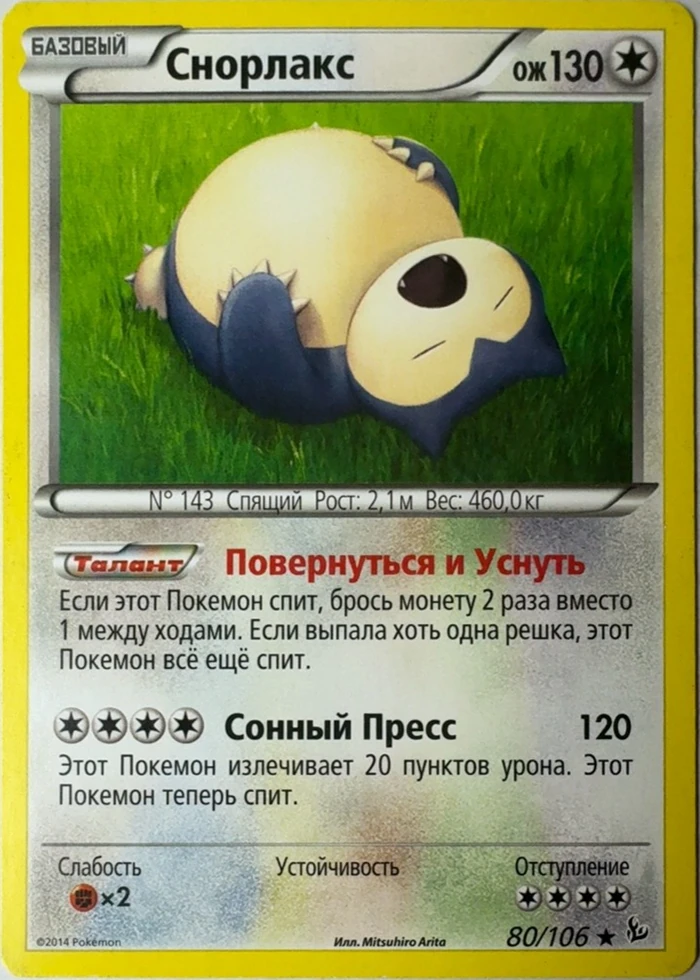 БАЗОВЫЙ
Снорлакс
ОЖ130
N° 143 Спящий Рост: 2,1м Вес: 460,0кг
Талант Повернуться и Уснуть
Если этот Покемон спит, брось монету 2 раза вместо
1 между ходами. Если выпала хоть одна решка, этот
Покемон всё ещё спит.
Сонный Пресс 120
Этот Покемон излечивает 20 пунктов урона. Этот
Покемон теперь спит.
Слабость Устойчивость Отступление
×2
©2014 Pokémon Илл. Mitsuhiro Arita 80/106